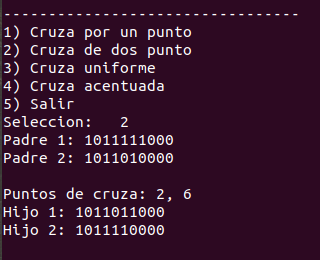 --------------------------------
1) Cruza por un punto
2) Cruza de dos punto
3) Cruza uniforme
4) Cruza acentuada
5) Salir
Seleccion:   2
Padre 1: 1011111000
Padre 2: 1011010000
Puntos de cruza: 2, 6
Hijo 1: 1011011000
Hijo 2: 1011110000